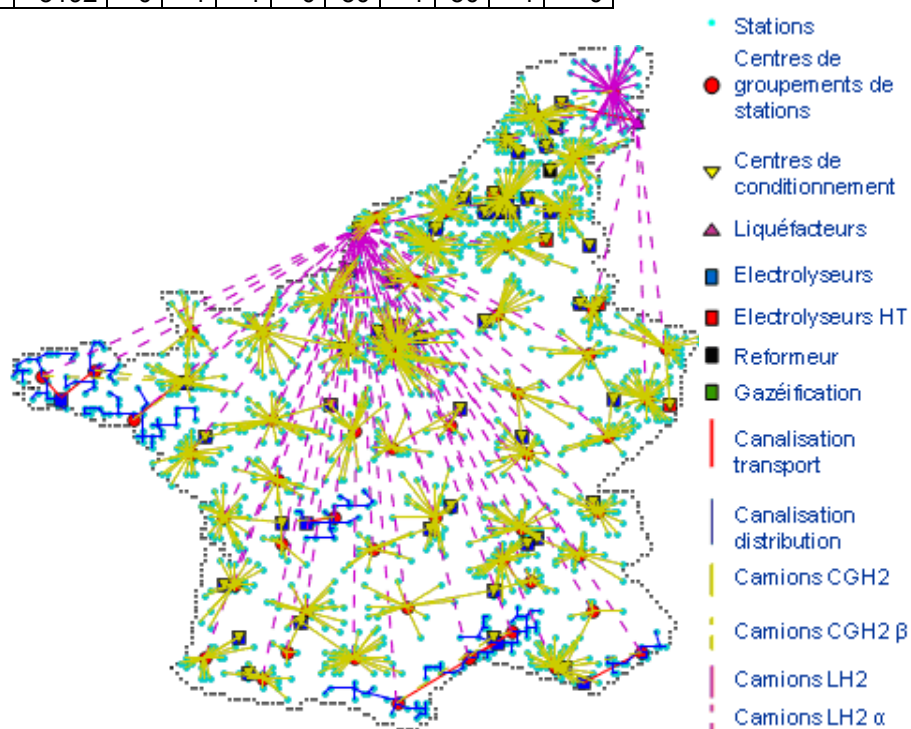 Stations
Centres de
groupements de
stations
Centres de
conditionnement
Liquéfacteurs
Electrolyseurs
Electrolyseurs HT
Reformeur
Gazéification
Canalisation
transport
Canalisation
distribution
Camions CGH2
Camions CGH2 β
Camions LH2
Camions LH2 α